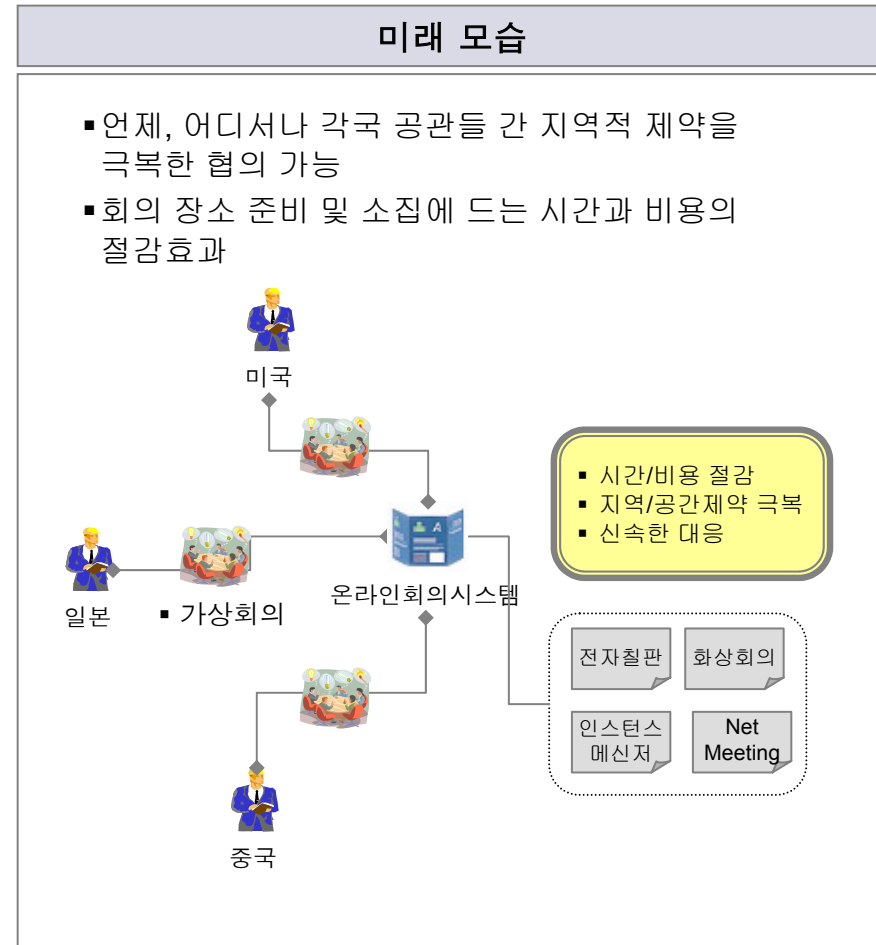 미래 모습
▪언제, 어디서나 각국 공관들 간 지역적 제약을
극복한 협의 가능
▪회의 장소 준비 및 소집에 드는 시간과 비용의
절감효과
미국
▪ 시간/비용 절감
▪ 지역/공간제약 극복
▪ 신속한 대응
일본
▪ 가상회의
온라인회의시스템
전자칠판
화상회의
인스턴스
메신저
Net
Meeting
중국